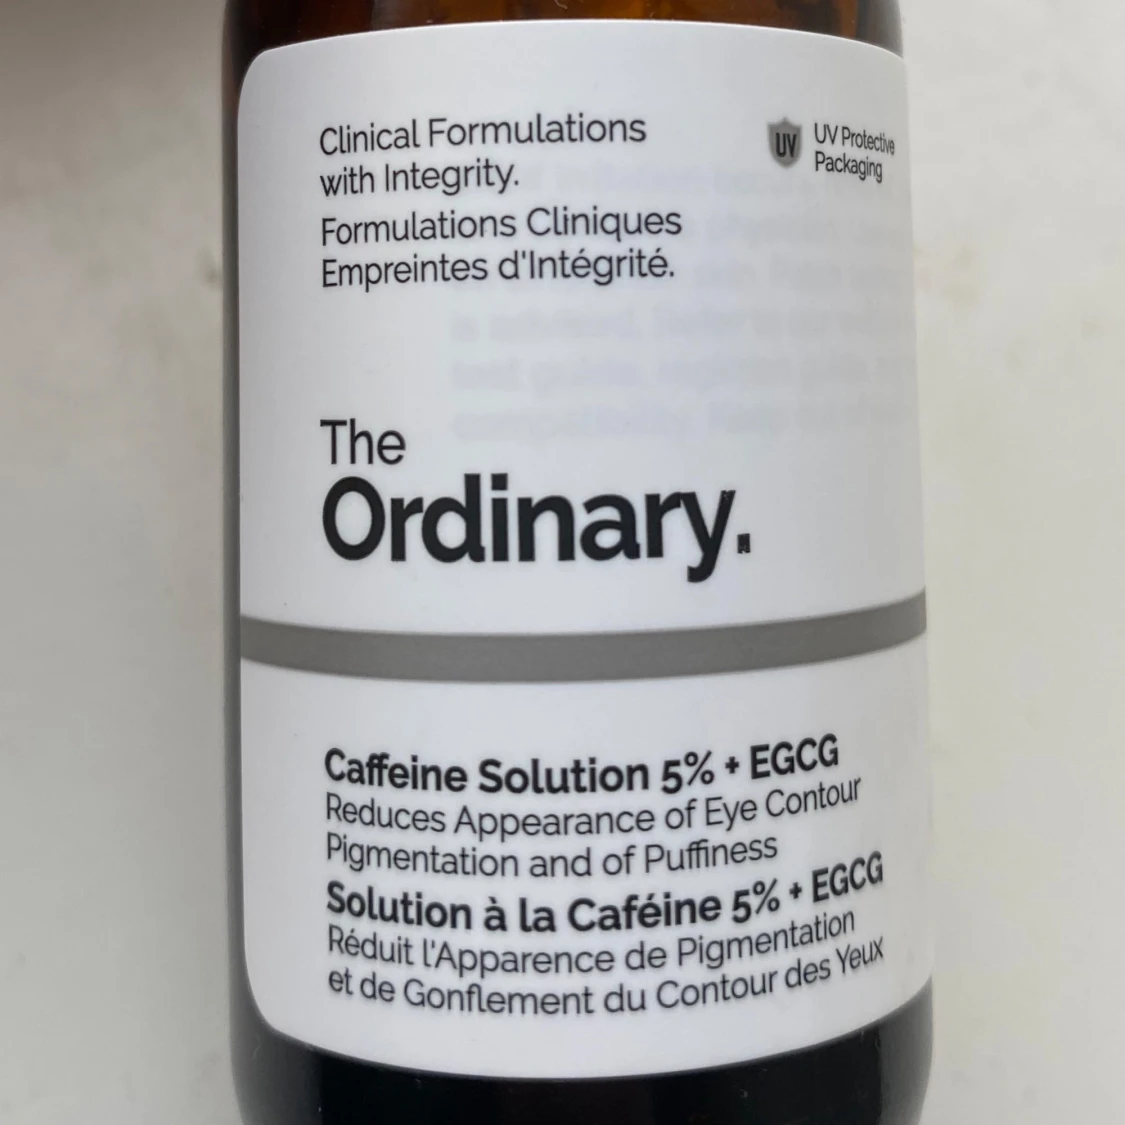 Clinical Formulations
with Integrity.
Formulations Cliniques
Empreintes d'Intégrité.
UV
UV Protective
Packaging
The
Ordinary.
Caffeine Solution 5% + EGCG
Reduces Appearance of Eye Contour
Pigmentation and of Puffiness
Solution à la Caféine 5% + EGCG
Réduit l'Apparence de Pigmentation
et de Gonflement du Contour des Yeux